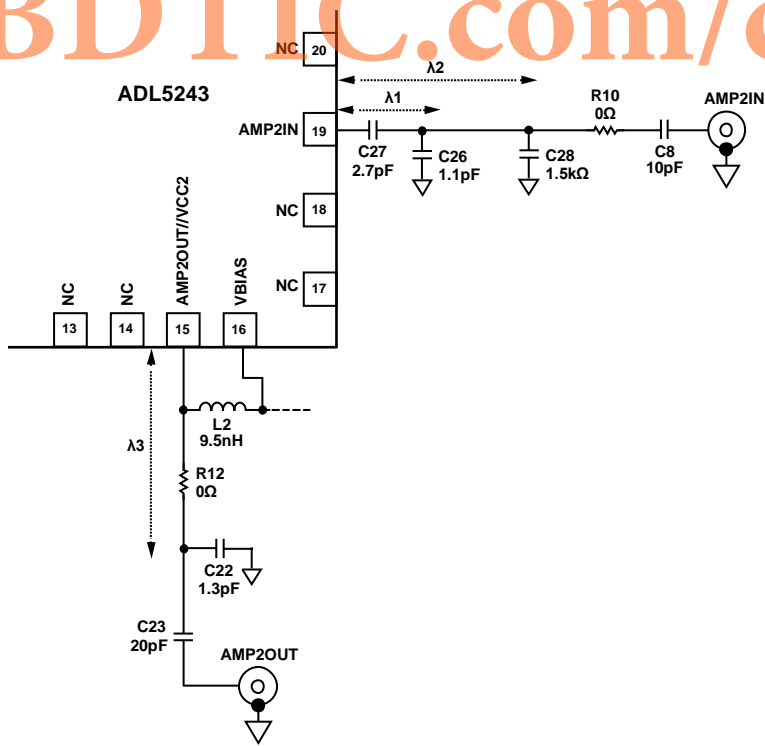 BDTIC.com/
NC 20
λ2
ADL5243
λ1
R10
0Ω
AMP2IN
AMP2IN 19
C27
2.7pF
C26
1.1pF
C28
1.5kΩ
C8
10pF
NC 18
NC 17
NC
NC
AMP2OUT//VCC2
VBIAS
13
14
15
16
L2
9.5nH
λ3
R12
0Ω
C22
1.3pF
C23
20pF
AMP2OUT